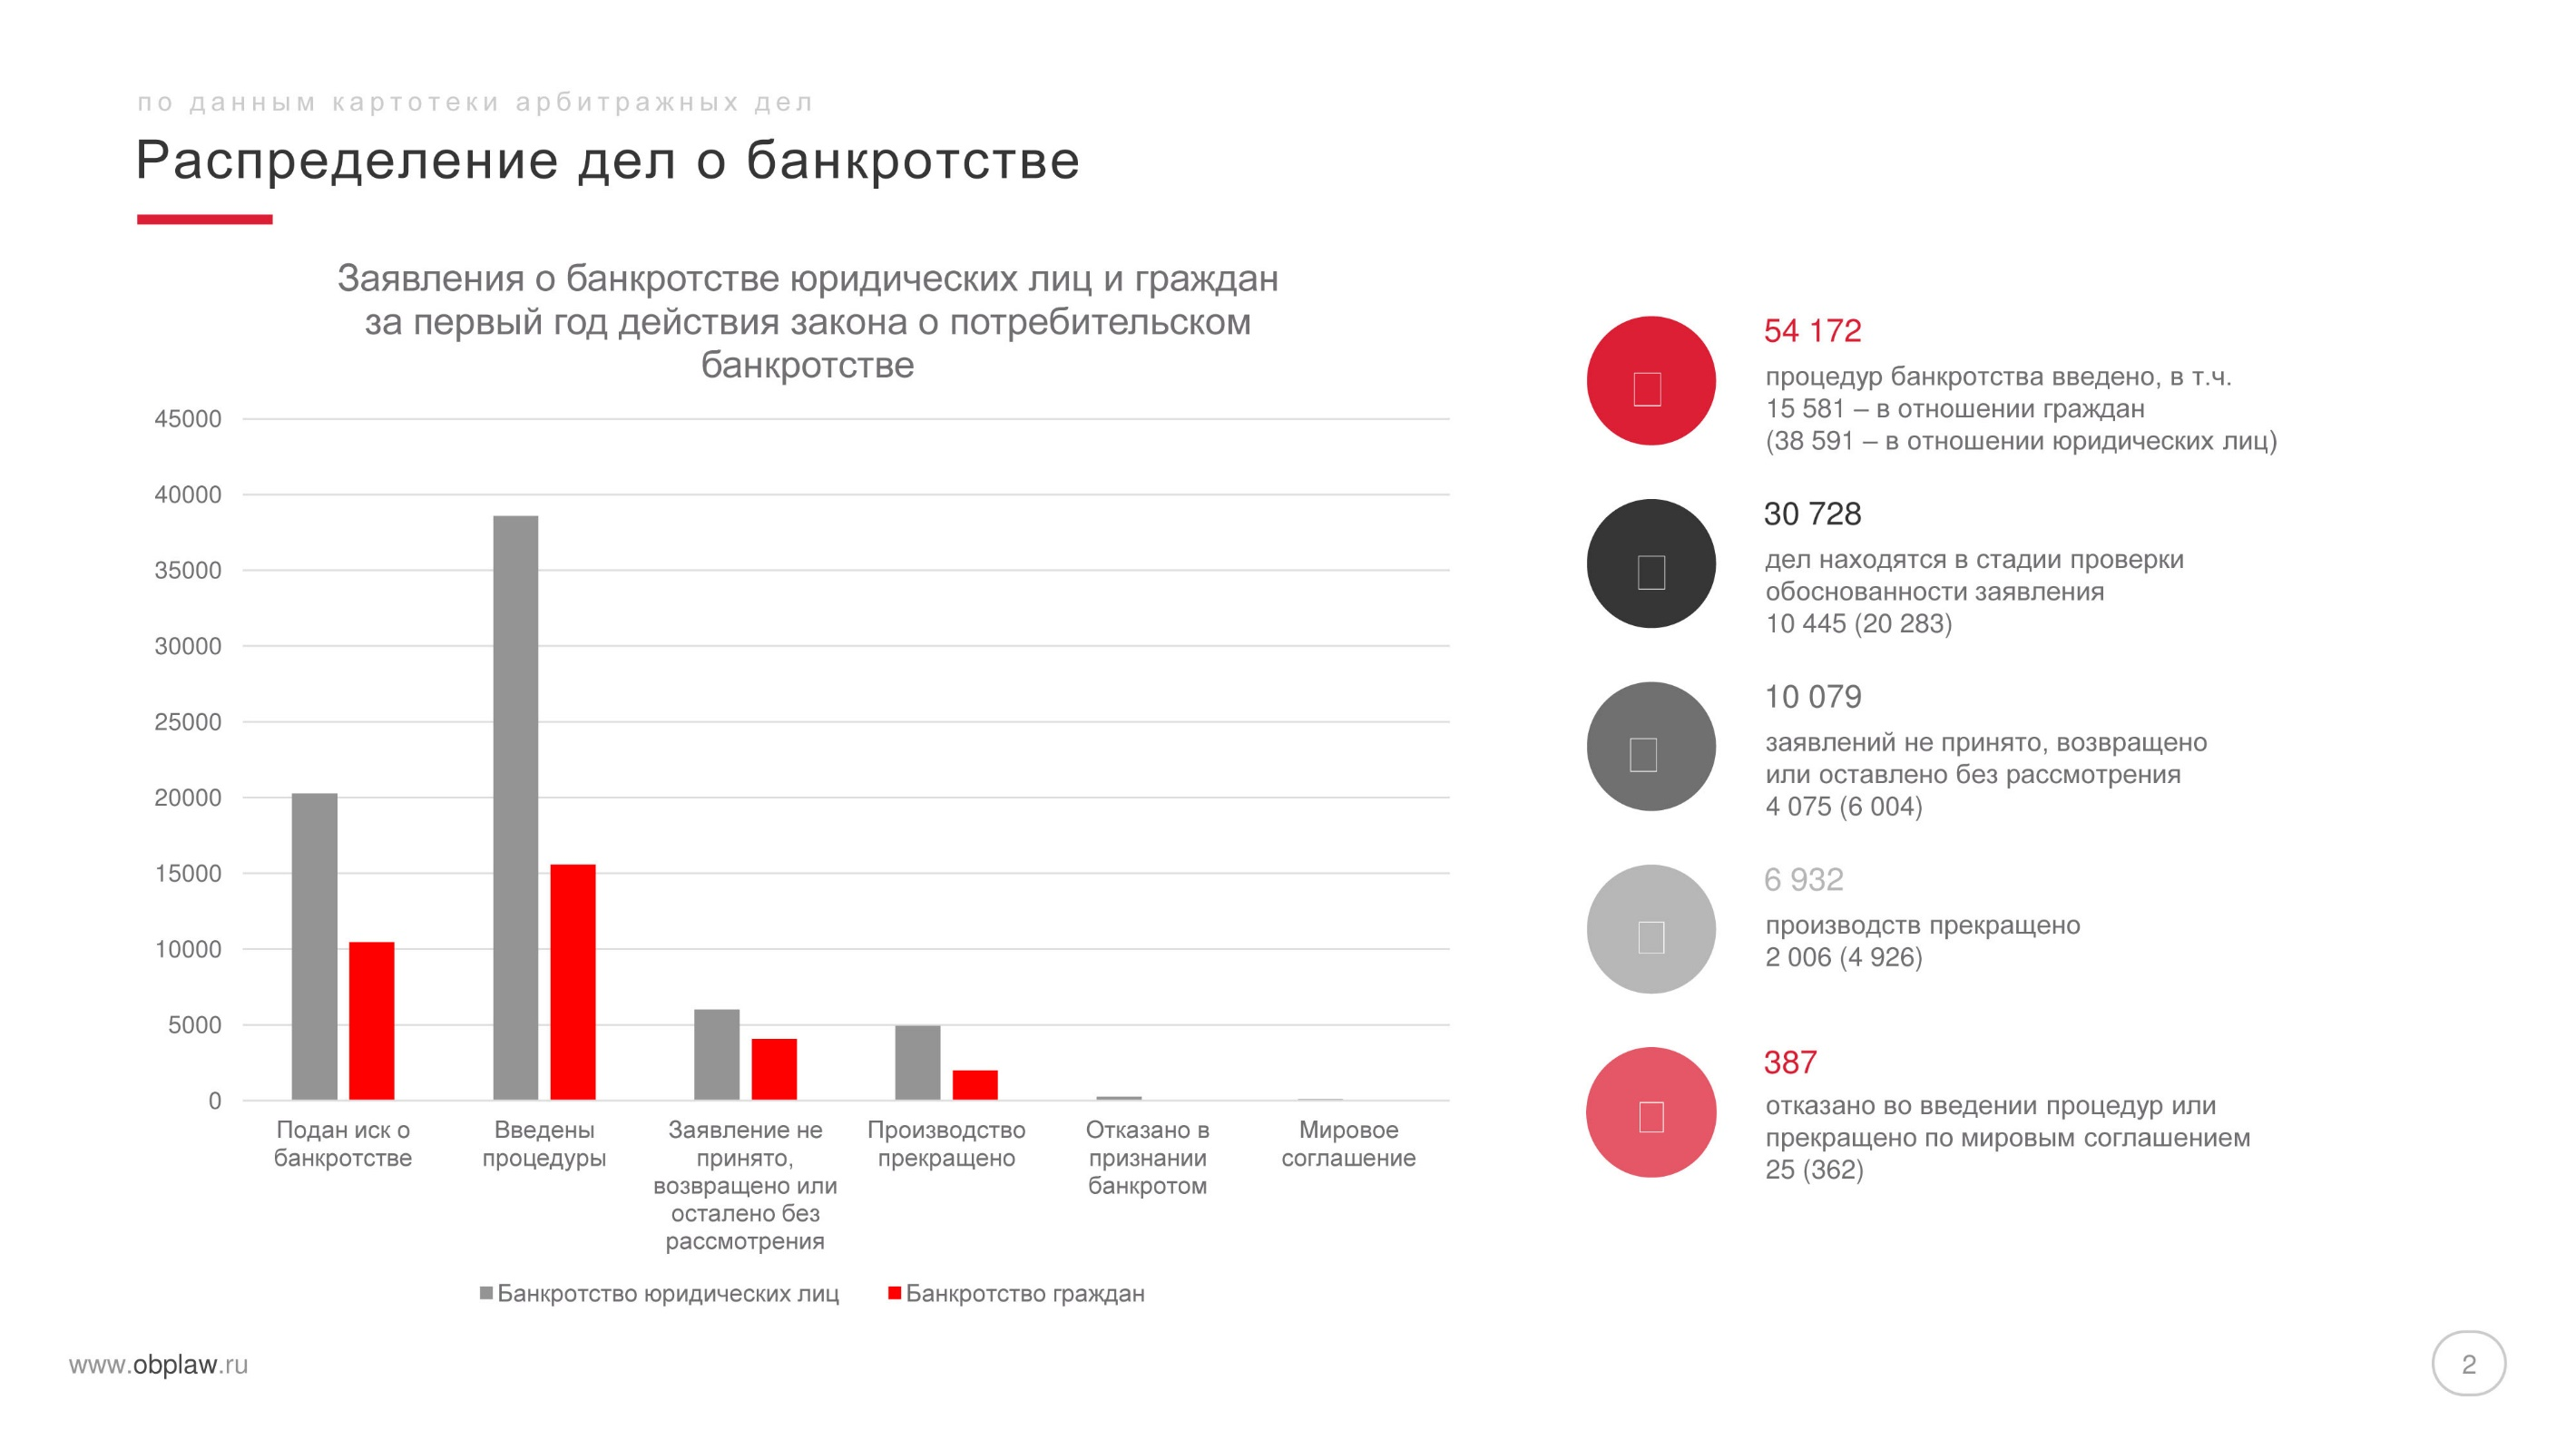 по данным картотеки арбитражных дел
Распределение дел о банкротстве
Заявления о банкротстве юридических лиц и граждан
за первый год действия закона о потребительском
банкротстве
45000
40000
35000
30000
25000
20000
15000
10000
5000
0
Подан иск о
банкротстве
Введены
процедуры
Заявление не
принято,
возвращено или
осталено без
рассмотрения
Производство
прекращено
Отказано в
признании
банкротом
Мировое
соглашение
Банкротство юридических лиц
Банкротство граждан
54 172
процедур банкротства введено, в т.ч.
15 581 – в отношении граждан
(38 591 – в отношении юридических лиц)
30 728
дел находятся в стадии проверки
обоснованности заявления
10 445 (20 283)
10 079
заявлений не принято, возвращено
или оставлено без рассмотрения
4 075 (6 004)
6 932
производств прекращено
2 006 (4 926)
387
отказано во введении процедур или
прекращено по мировым соглашением
25 (362)
www.obplaw.ru
2